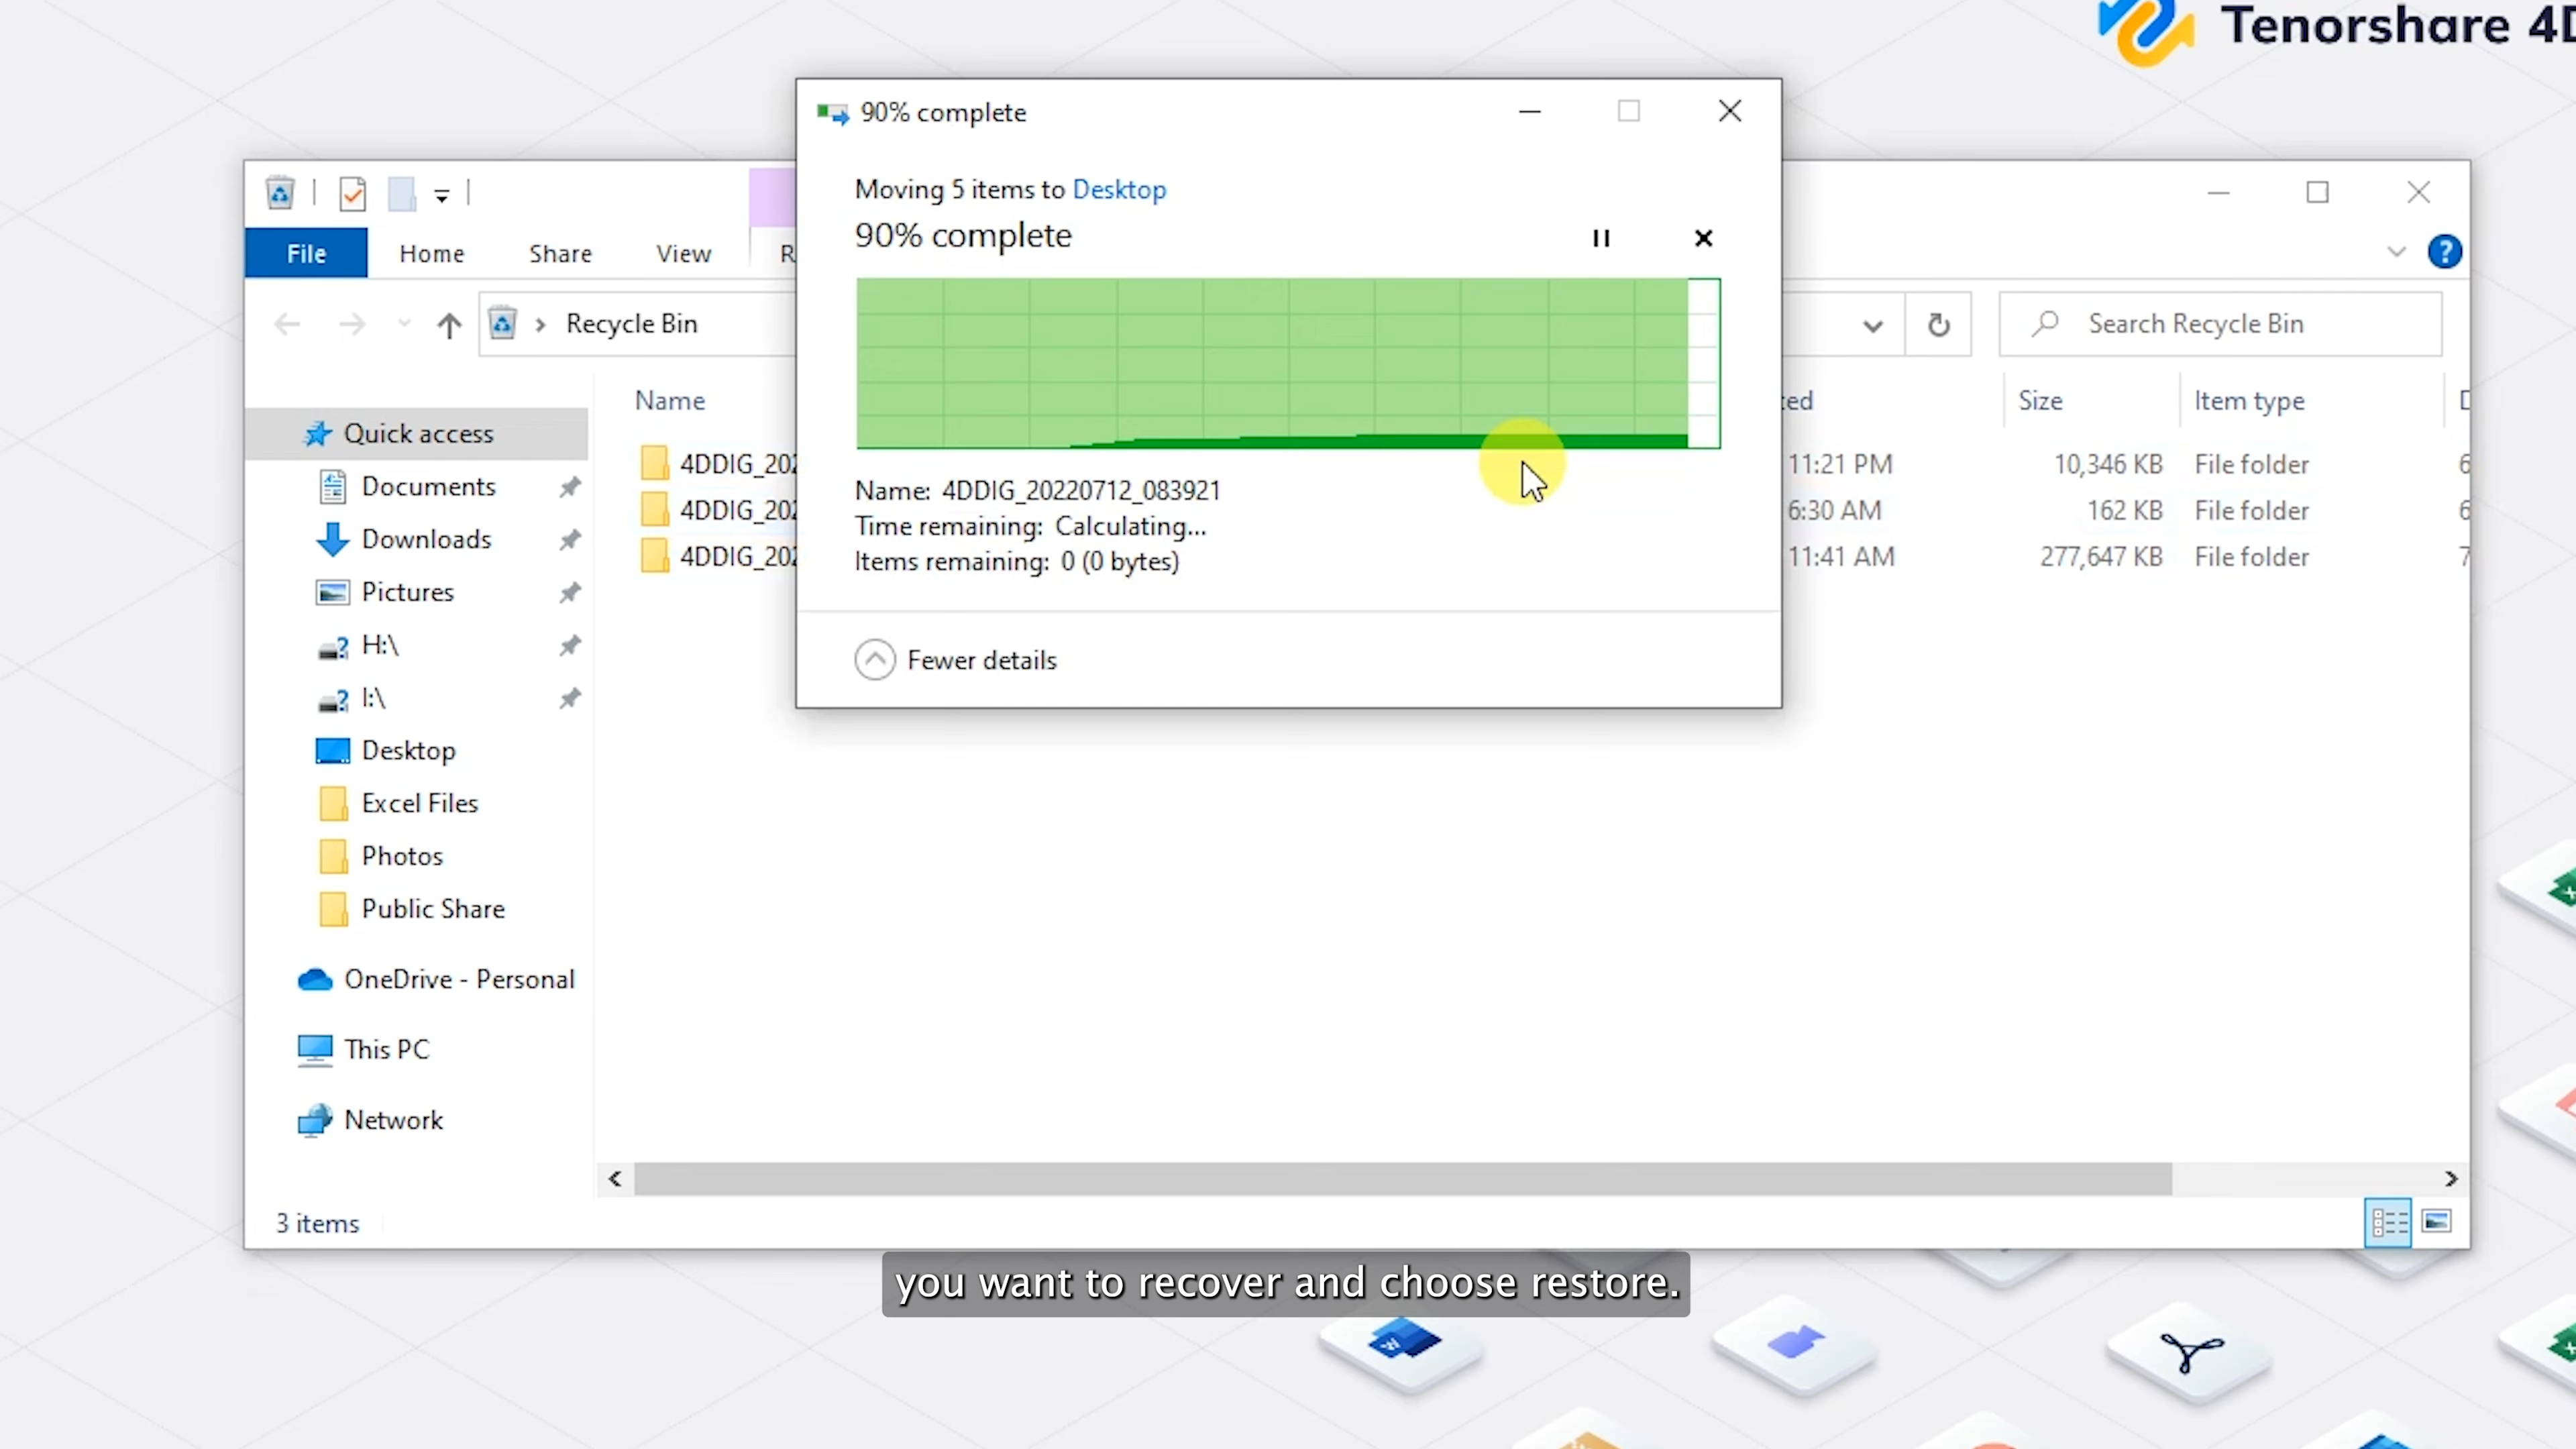 Tenorshare 4D
90% complete
Moving 5 items to Desktop
90% complete
File
Home
Share
View
R
Recycle Bin
Search Recycle Bin
Name
ted
Size
Item type
Quick access
Documents
Downloads
Pictures
H:\
I:\
Desktop
Excel Files
Photos
Public Share
OneDrive - Personal
This PC
Network
4DDIG_202
11:21 PM
10,346 KB
File folder
6
4DDIG_202
6:30 AM
162 KB
File folder
6
4DDIG_202
11:41 AM
277,647 KB
File folder
7
Name: 4DDIG_20220712_083921
Time remaining: Calculating...
Items remaining: 0 (0 bytes)
Fewer details
3 items
you want to recover and choose restore.